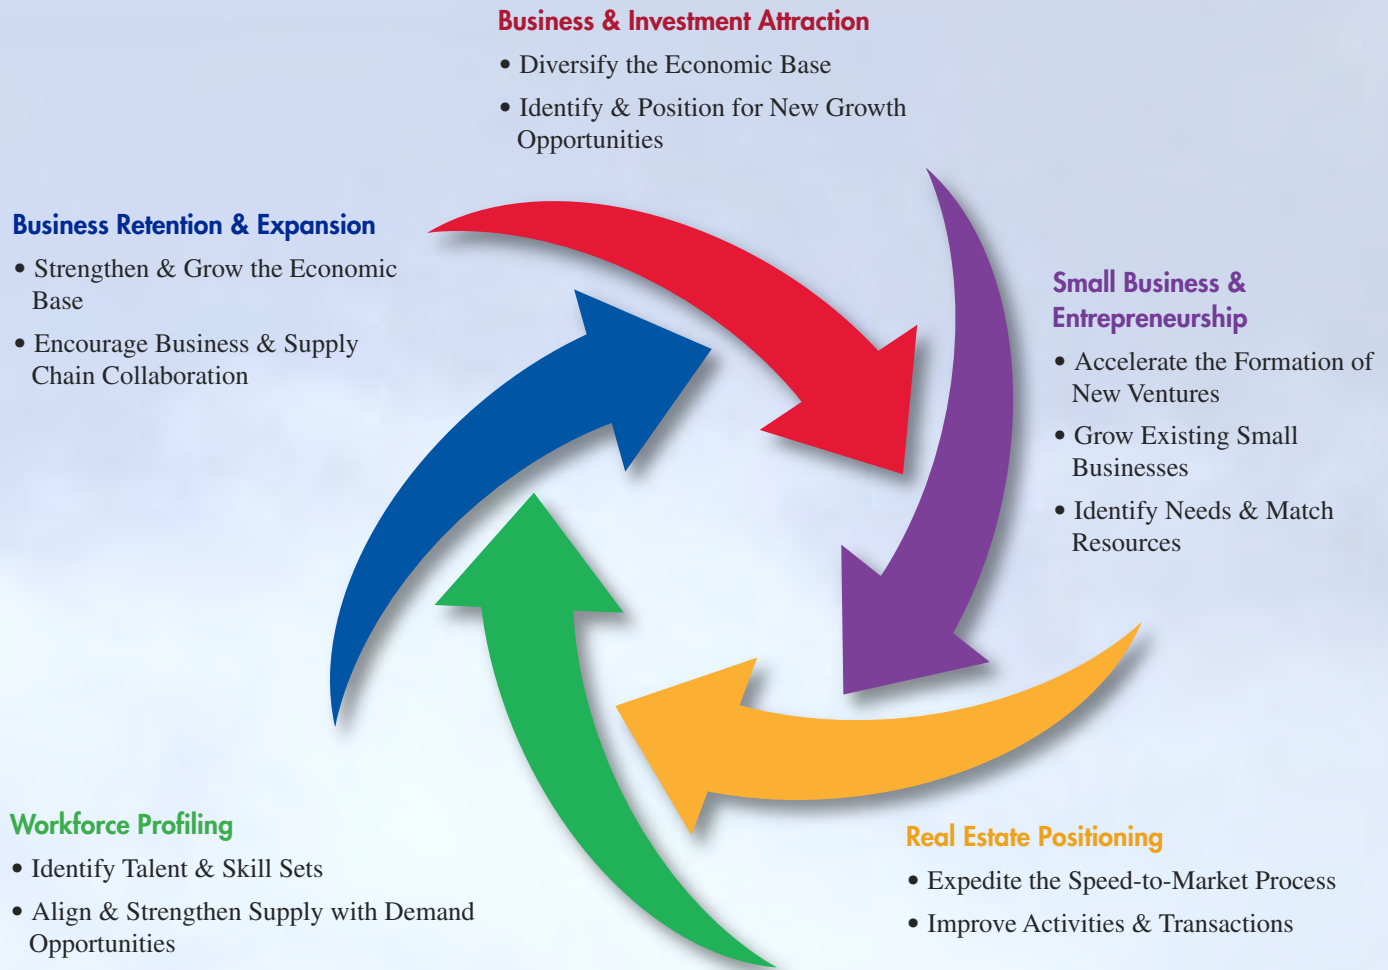 Business & Investment Attraction
• Diversify the Economic Base
• Identify & Position for New Growth
Opportunities
Business Retention & Expansion
• Strengthen & Grow the Economic
Base
• Encourage Business & Supply
Chain Collaboration
Small Business &
Entrepreneurship
• Accelerate the Formation of
New Ventures
• Grow Existing Small
Businesses
• Identify Needs & Match
Resources
Workforce Profiling
• Identify Talent & Skill Sets
• Align & Strengthen Supply with Demand
Opportunities
Real Estate Positioning
• Expedite the Speed-to-Market Process
• Improve Activities & Transactions